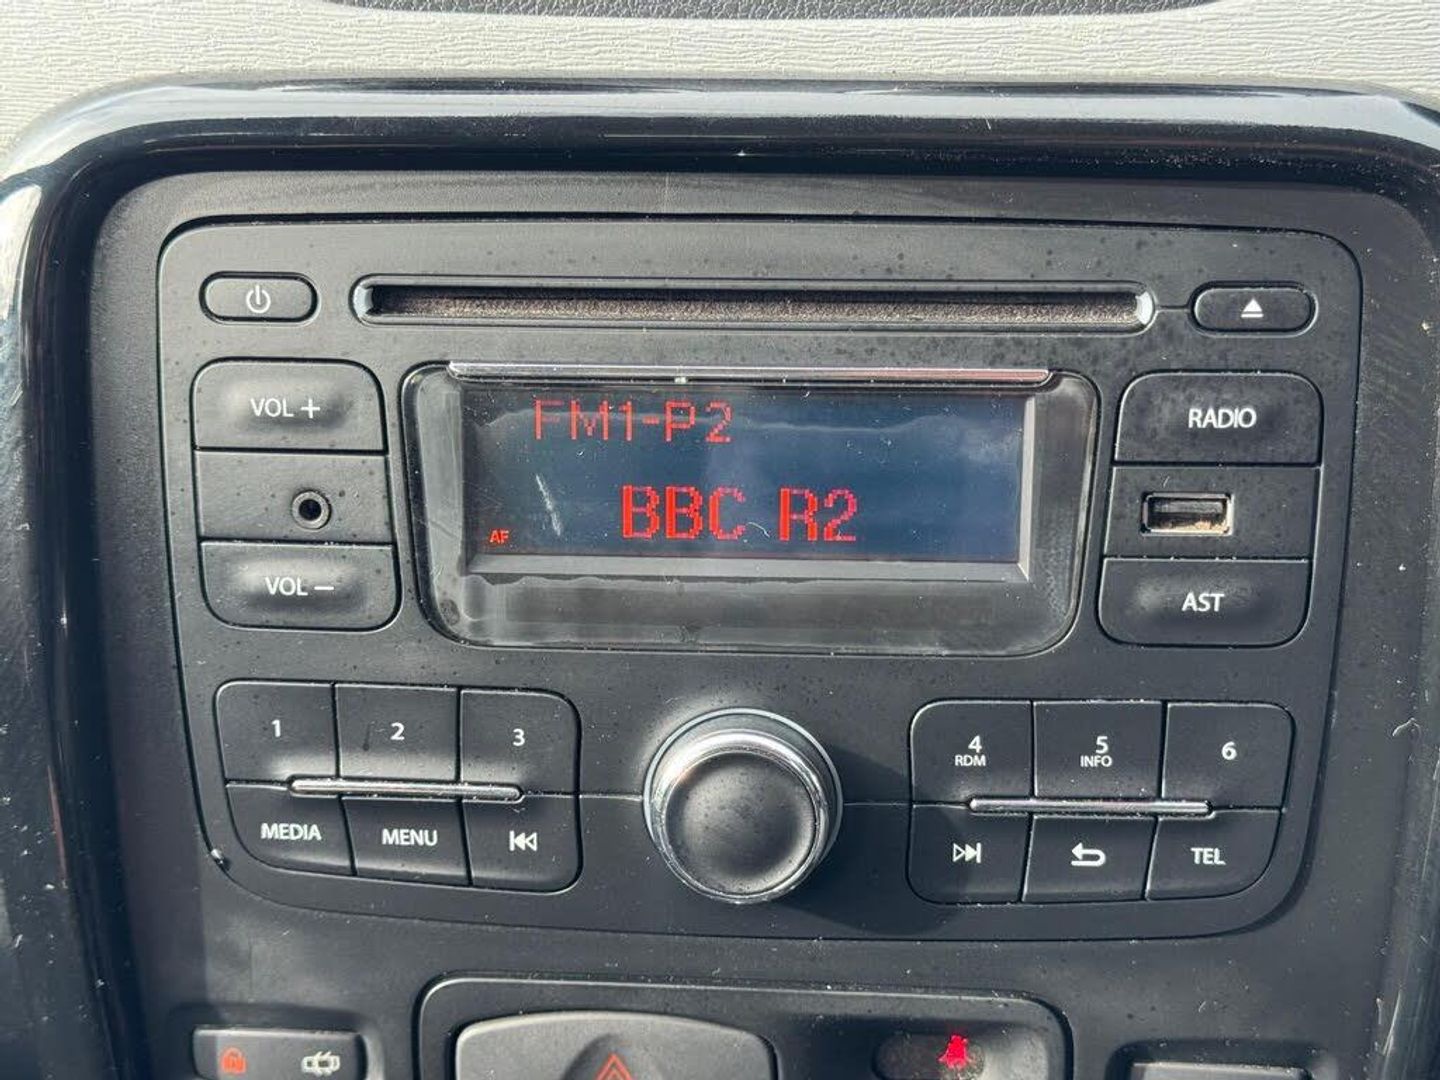 VOL +
VOL −
FM1-P2
AF
BBC R2
RADIO
AST
1
2
3
MEDIA
MENU
4
RDM
5
INFO
6
TEL